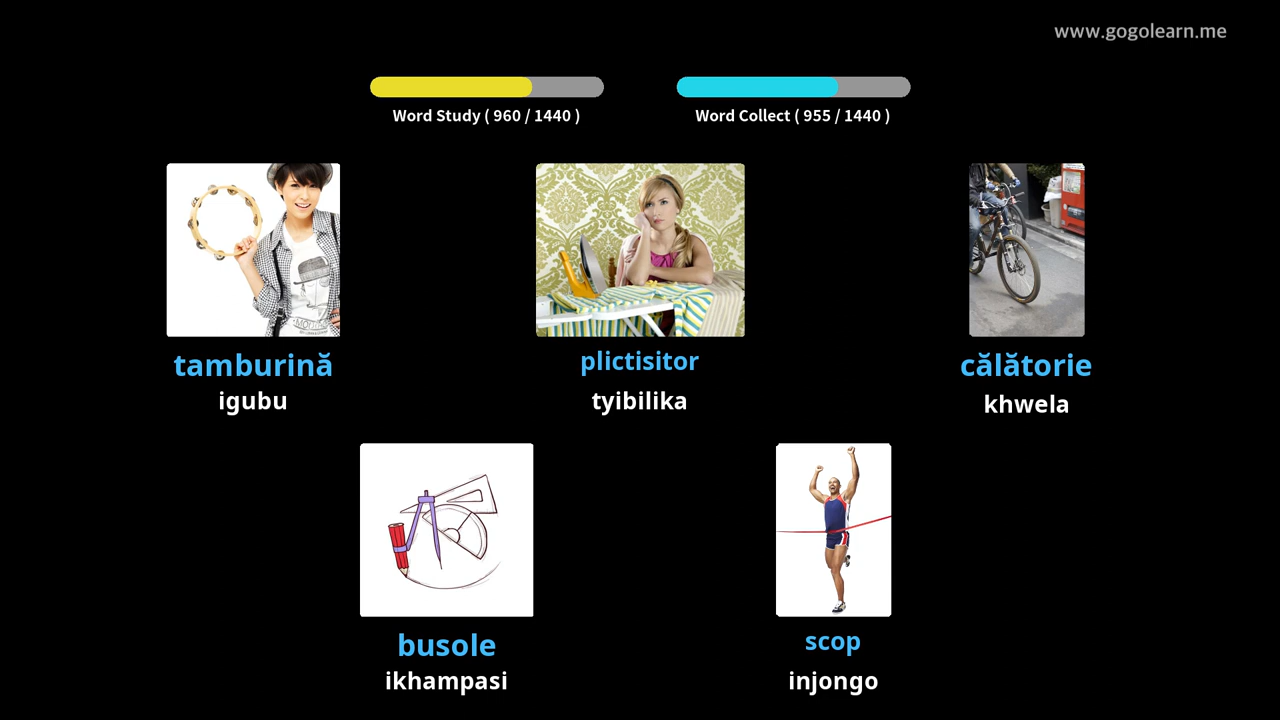 www.gogolearn.me
Word Study ( 960 / 1440 )
Word Collect ( 955 / 1440 )
tamburină
igubu
plictisitor
tyibilika
călătorie
khwela
busole
ikhampasi
scop
injongo